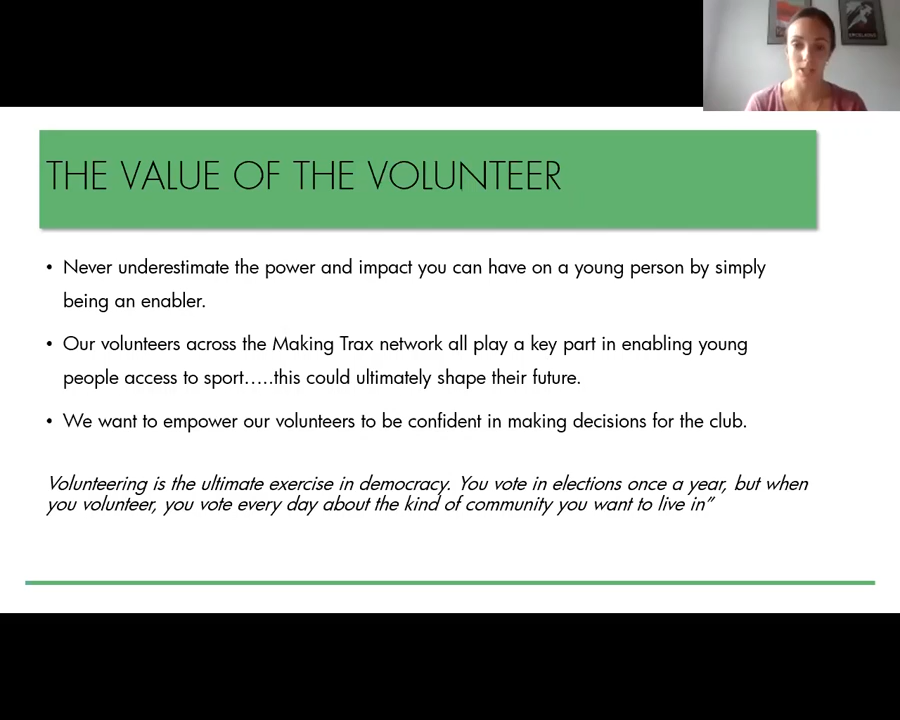 THE VALUE OF THE VOLUNTEER
• Never underestimate the power and impact you can have on a young person by simply
being an enabler.
• Our volunteers across the Making Trax network all play a key part in enabling young
people access to sport…..this could ultimately shape their future.
• We want to empower our volunteers to be confident in making decisions for the club.
Volunteering is the ultimate exercise in democracy. You vote in elections once a year, but when
you volunteer, you vote every day about the kind of community you want to live in”